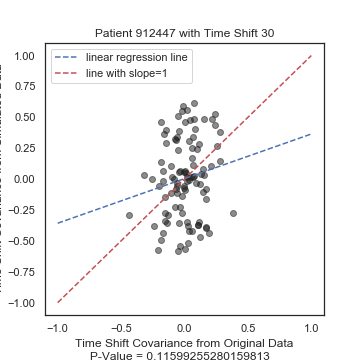 Patient 912447 with Time Shift 30
linear regression line
line with slope=1
1.00
0.75
0.50
0.25
0.00
−0.25
−0.50
−0.75
−1.00
−1.0
−0.5
0.0
0.5
1.0
Time Shift Covariance from Original Data
P-Value = 0.11599255280159813